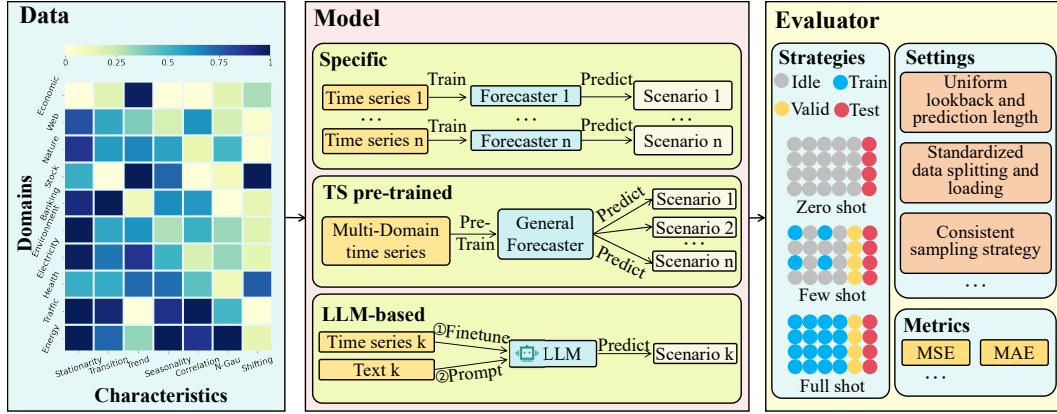 Data
0
0.25
0.5
0.75
1
Domains
Economic
Web
Nature
Stock
Banking
Environment
Electricity
Health
Traffic
Energy
Stationarity
Transition
Trend
Seasonality
Correlation
N-Gau
Shifting
Characteristics
Model
Specific
Time series 1
Train
Forecaster 1
Predict
Scenario 1
... ... ...
Time series n
Train
Forecaster n
Predict
Scenario n
TS pre-trained
Multi-Domain
time series
Pre-
Train
General
Forecaster
Predict
Predict
Scenario 1
Scenario 2
...
Scenario n
LLM-based
Time series k
①Finetune
Text k
②Prompt
LLM
Predict
Scenario k
Evaluator
Strategies
Idle
Train
Valid
Test
Zero shot
Few shot
Full shot
Settings
Uniform
lookback and
prediction length
Standardized
data splitting and
loading
Consistent
sampling strategy
...
Metrics
MSE
MAE
...